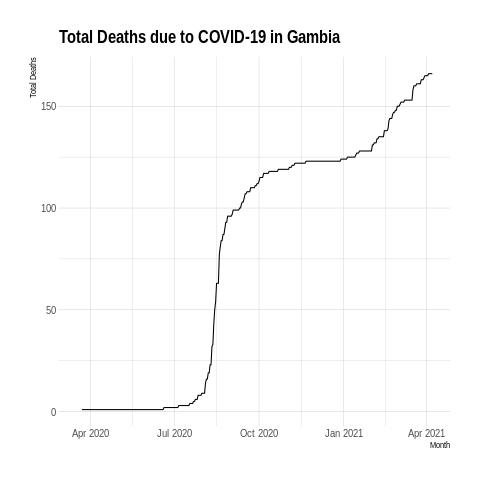 Total Deaths due to COVID-19 in Gambia
Total Deaths
150
100
50
0
Apr 2020 Jul 2020 Oct 2020 Jan 2021 Apr 2021
Month